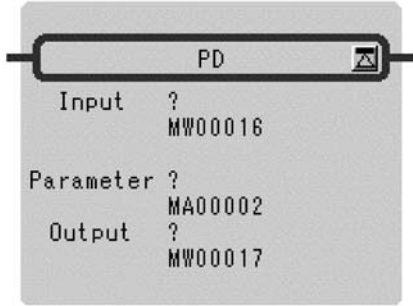 PD
Input ?
MW00016
Parameter ?
MA00002
Output ?
MW00017